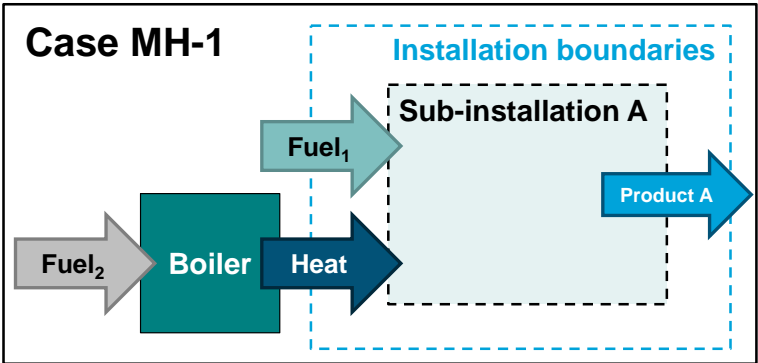 Case MH-1
Installation boundaries
Sub-installation A
Fuel₁
Product A
Fuel₂
Boiler
Heat